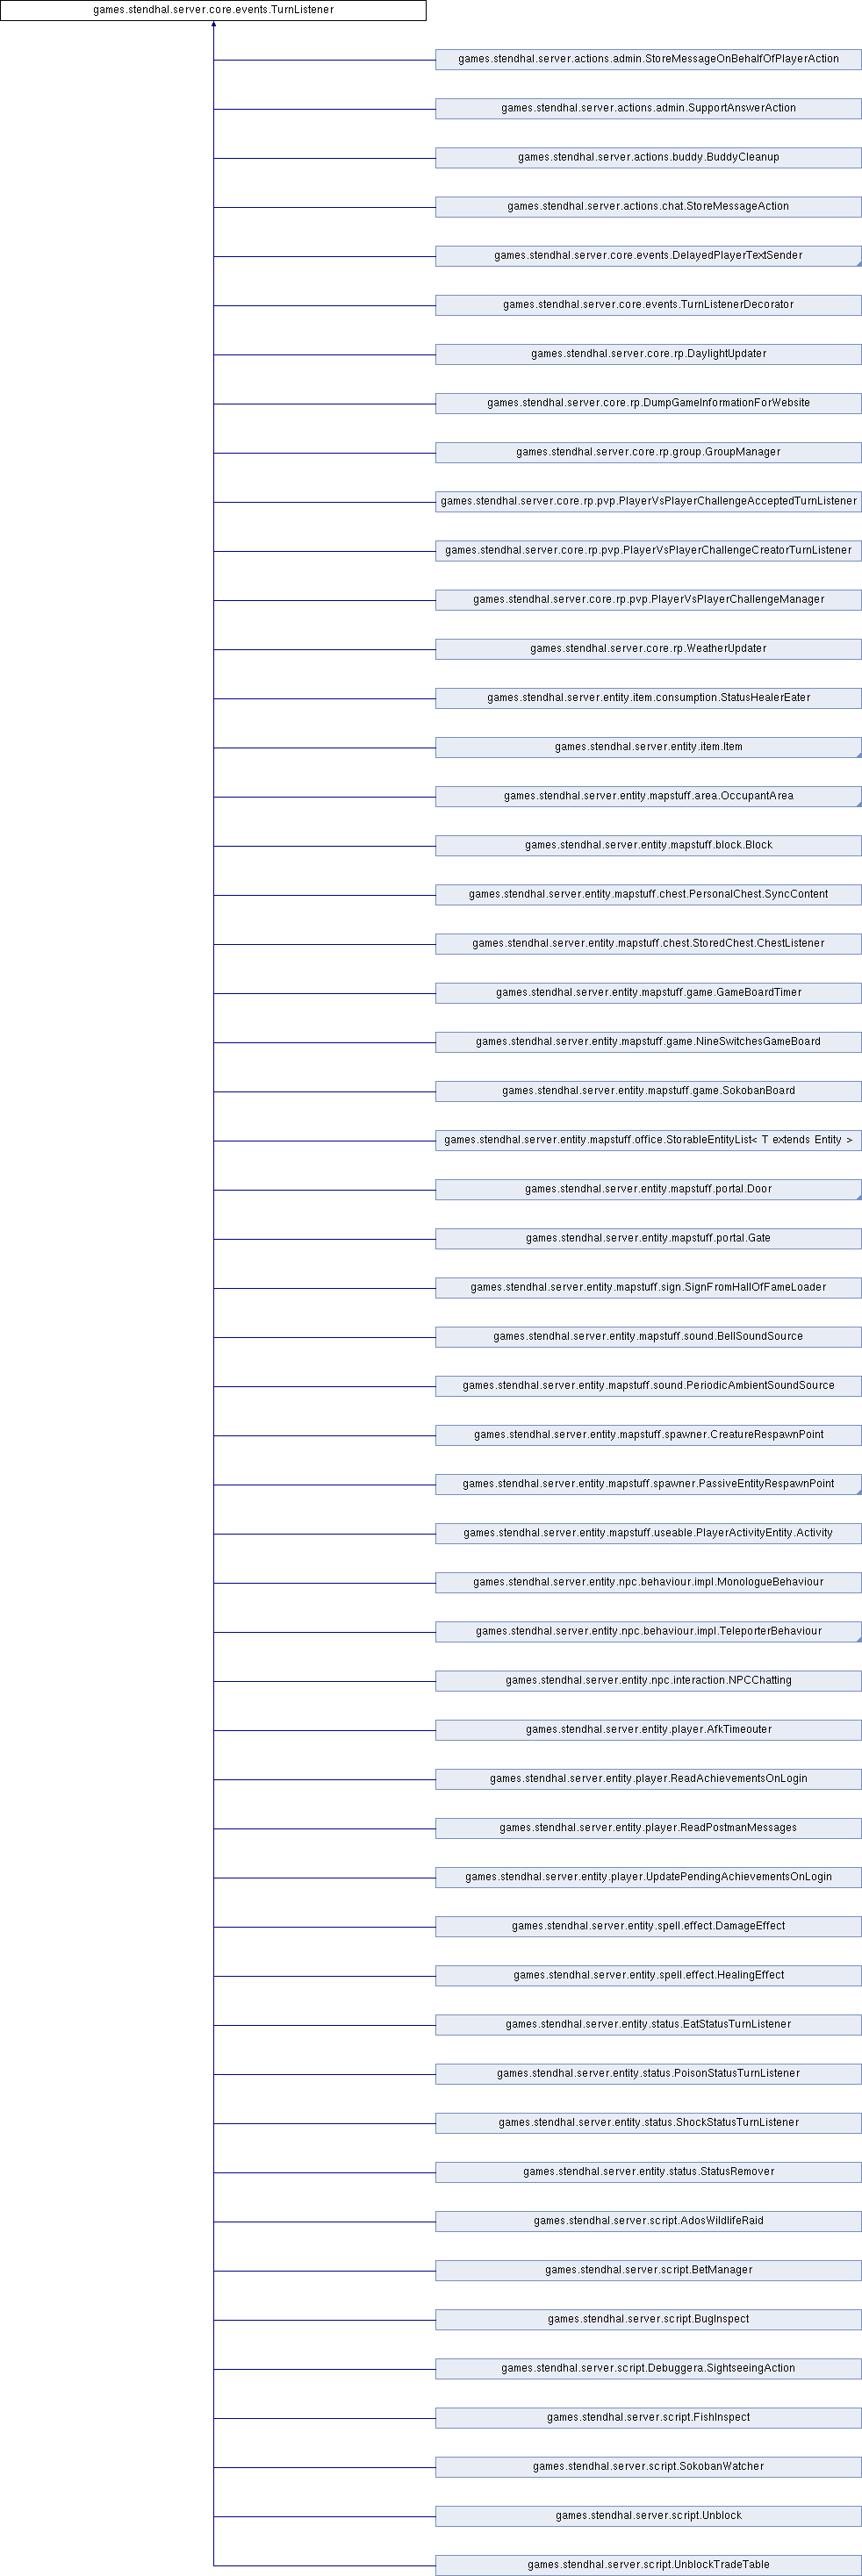 games.stendhal.server.core.events.TurnListener
games.stendhal.server.actions.admin.StoreMessageOnBehalfOfPlayerAction
games.stendhal.server.actions.admin.SupportAnswerAction
games.stendhal.server.actions.buddy.BuddyCleanup
games.stendhal.server.actions.chat.StoreMessageAction
games.stendhal.server.core.events.DelayedPlayerTextSender
games.stendhal.server.core.events.TurnListenerDecorator
games.stendhal.server.core.rp.DaylightUpdater
games.stendhal.server.core.rp.DumpGameInformationForWebsite
games.stendhal.server.core.rp.group.GroupManager
games.stendhal.server.core.rp.pvp.PlayerVsPlayerChallengeAcceptedTurnListener
games.stendhal.server.core.rp.pvp.PlayerVsPlayerChallengeCreatorTurnListener
games.stendhal.server.core.rp.pvp.PlayerVsPlayerChallengeManager
games.stendhal.server.core.rp.WeatherUpdater
games.stendhal.server.entity.item.consumption.StatusHealerEater
games.stendhal.server.entity.item.Item
games.stendhal.server.entity.mapstuff.area.OccupantArea
games.stendhal.server.entity.mapstuff.block.Block
games.stendhal.server.entity.mapstuff.chest.PersonalChest.SyncContent
games.stendhal.server.entity.mapstuff.chest.StoredChest.ChestListener
games.stendhal.server.entity.mapstuff.game.GameBoardTimer
games.stendhal.server.entity.mapstuff.game.NineSwitchesGameBoard
games.stendhal.server.entity.mapstuff.game.SokobanBoard
games.stendhal.server.entity.mapstuff.office.StorableEntityList< T extends Entity >
games.stendhal.server.entity.mapstuff.portal.Door
games.stendhal.server.entity.mapstuff.portal.Gate
games.stendhal.server.entity.mapstuff.sign.SignFromHallOfFameLoader
games.stendhal.server.entity.mapstuff.sound.BellSoundSource
games.stendhal.server.entity.mapstuff.sound.PeriodicAmbientSoundSource
games.stendhal.server.entity.mapstuff.spawner.CreatureRespawnPoint
games.stendhal.server.entity.mapstuff.spawner.PassiveEntityRespawnPoint
games.stendhal.server.entity.mapstuff.useable.PlayerActivityEntity.Activity
games.stendhal.server.entity.npc.behaviour.impl.MonologueBehaviour
games.stendhal.server.entity.npc.behaviour.impl.TeleporterBehaviour
games.stendhal.server.entity.npc.interaction.NPCChatting
games.stendhal.server.entity.player.AfkTimeouter
games.stendhal.server.entity.player.ReadAchievementsOnLogin
games.stendhal.server.entity.player.ReadPostmanMessages
games.stendhal.server.entity.player.UpdatePendingAchievementsOnLogin
games.stendhal.server.entity.spell.effect.DamageEffect
games.stendhal.server.entity.spell.effect.HealingEffect
games.stendhal.server.entity.status.EatStatusTurnListener
games.stendhal.server.entity.status.PoisonStatusTurnListener
games.stendhal.server.entity.status.ShockStatusTurnListener
games.stendhal.server.entity.status.StatusRemover
games.stendhal.server.script.AdosWildlifeRaid
games.stendhal.server.script.BetManager
games.stendhal.server.script.BugInspect
games.stendhal.server.script.Debuggera.SightseeingAction
games.stendhal.server.script.FishInspect
games.stendhal.server.script.SokobanWatcher
games.stendhal.server.script.Unblock
games.stendhal.server.script.UnblockTradeTable